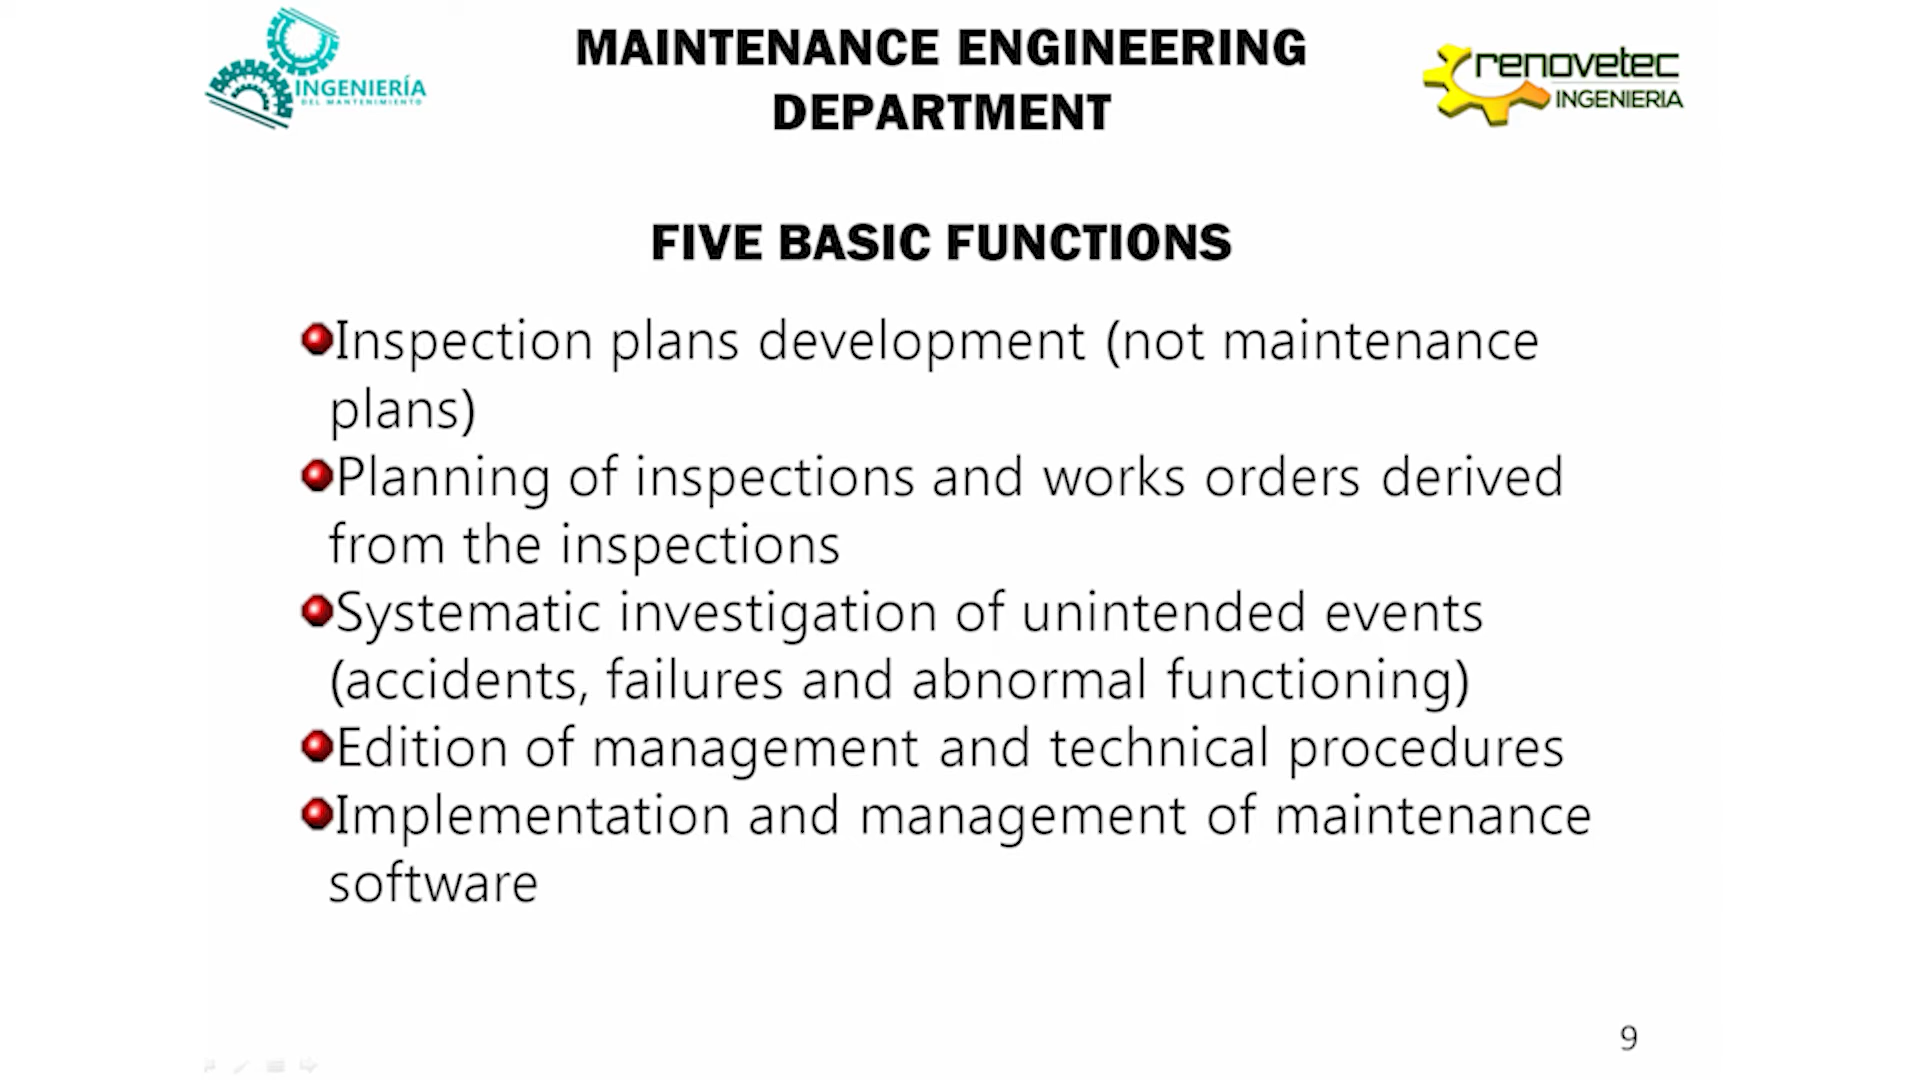 INGENIERÍA
DEL MANTENIMIENTO
MAINTENANCE ENGINEERING
DEPARTMENT
renovetec
INGENIERIA
FIVE BASIC FUNCTIONS
Inspection plans development (not maintenance
plans)
Planning of inspections and works orders derived
from the inspections
Systematic investigation of unintended events
(accidents, failures and abnormal functioning)
Edition of management and technical procedures
Implementation and management of maintenance
software
9